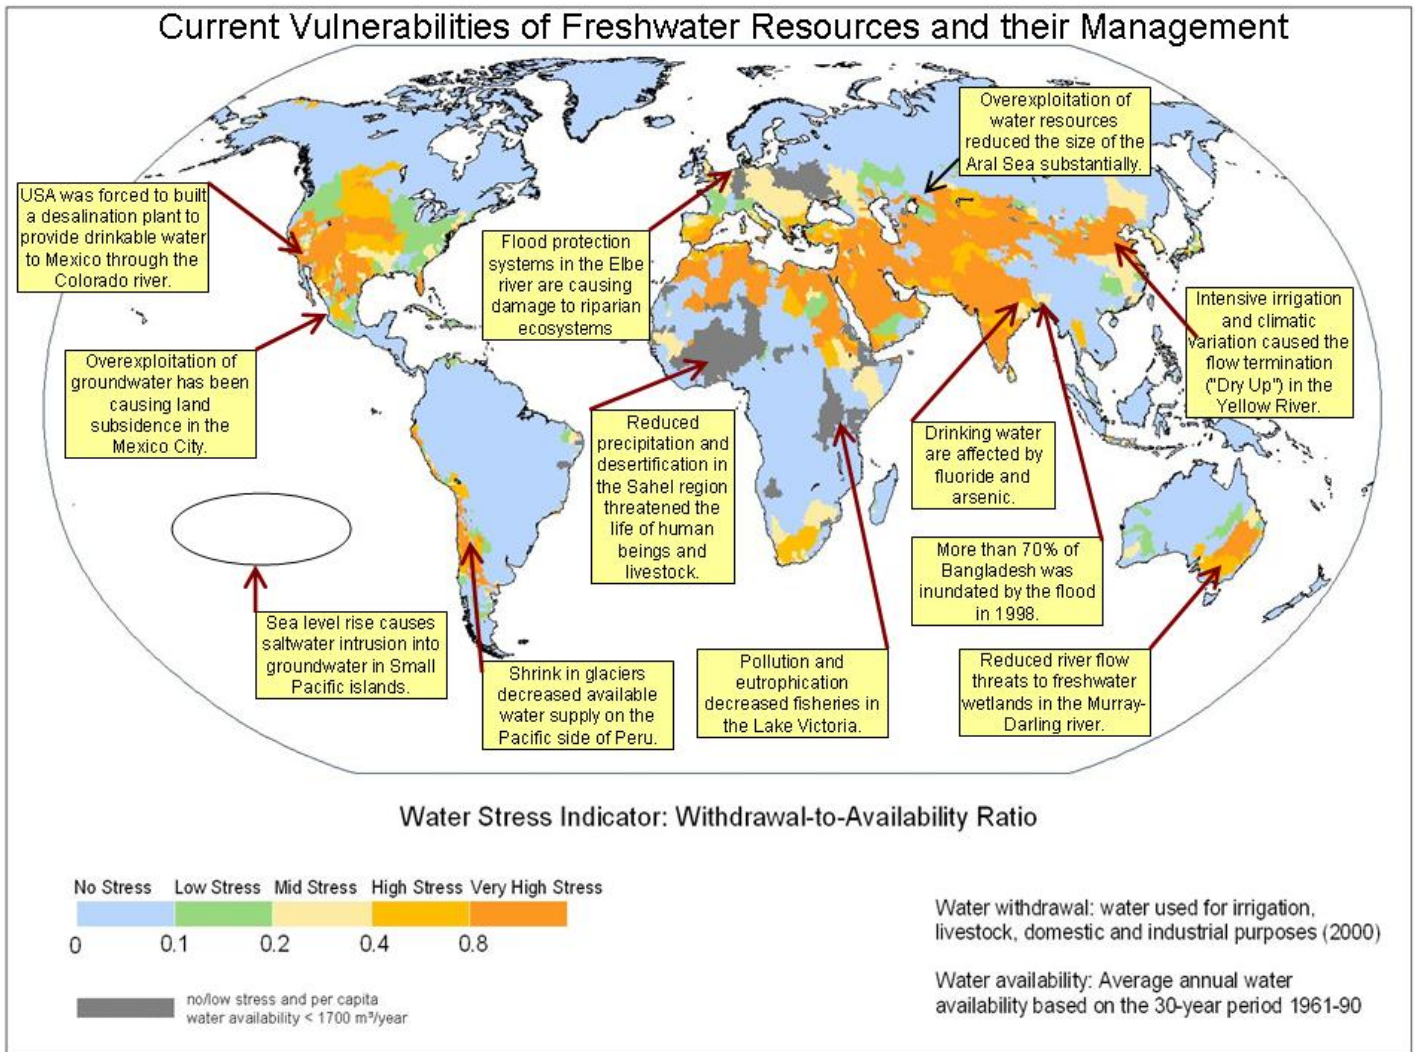 Current Vulnerabilities of Freshwater Resources and their Management
Overexploitation of
water resources
reduced the size of the
Aral Sea substantially.
USA was forced to built
a desalination plant to
provide drinkable water
to Mexico through the
Colorado river.
Flood protection
systems in the Elbe
river are causing
damage to riparian
ecosystems
Intensive irrigation
and climatic
variation caused the
flow termination
("Dry Up") in the
Yellow River.
Overexploitation of
groundwater has been
causing land
subsidence in the
Mexico City.
Reduced
precipitation and
desertification in
the Sahel region
threatened the
life of human
beings and
livestock.
Drinking water
are affected by
fluoride and
arsenic.
More than 70% of
Bangladesh was
inundated by the flood
in 1998.
Sea level rise causes
saltwater intrusion into
groundwater in Small
Pacific islands.
Shrink in glaciers
decreased available
water supply on the
Pacific side of Peru.
Pollution and
eutrophication
decreased fisheries in
the Lake Victoria.
Reduced river flow
threats to freshwater
wetlands in the Murray-
Darling river.
Water Stress Indicator: Withdrawal-to-Availability Ratio
No Stress Low Stress Mid Stress High Stress Very High Stress
0 0.1 0.2 0.4 0.8
no/low stress and per capita
water availability < 1700 m³/year
Water withdrawal: water used for irrigation,
livestock, domestic and industrial purposes (2000)
Water availability: Average annual water
availability based on the 30-year period 1961-90